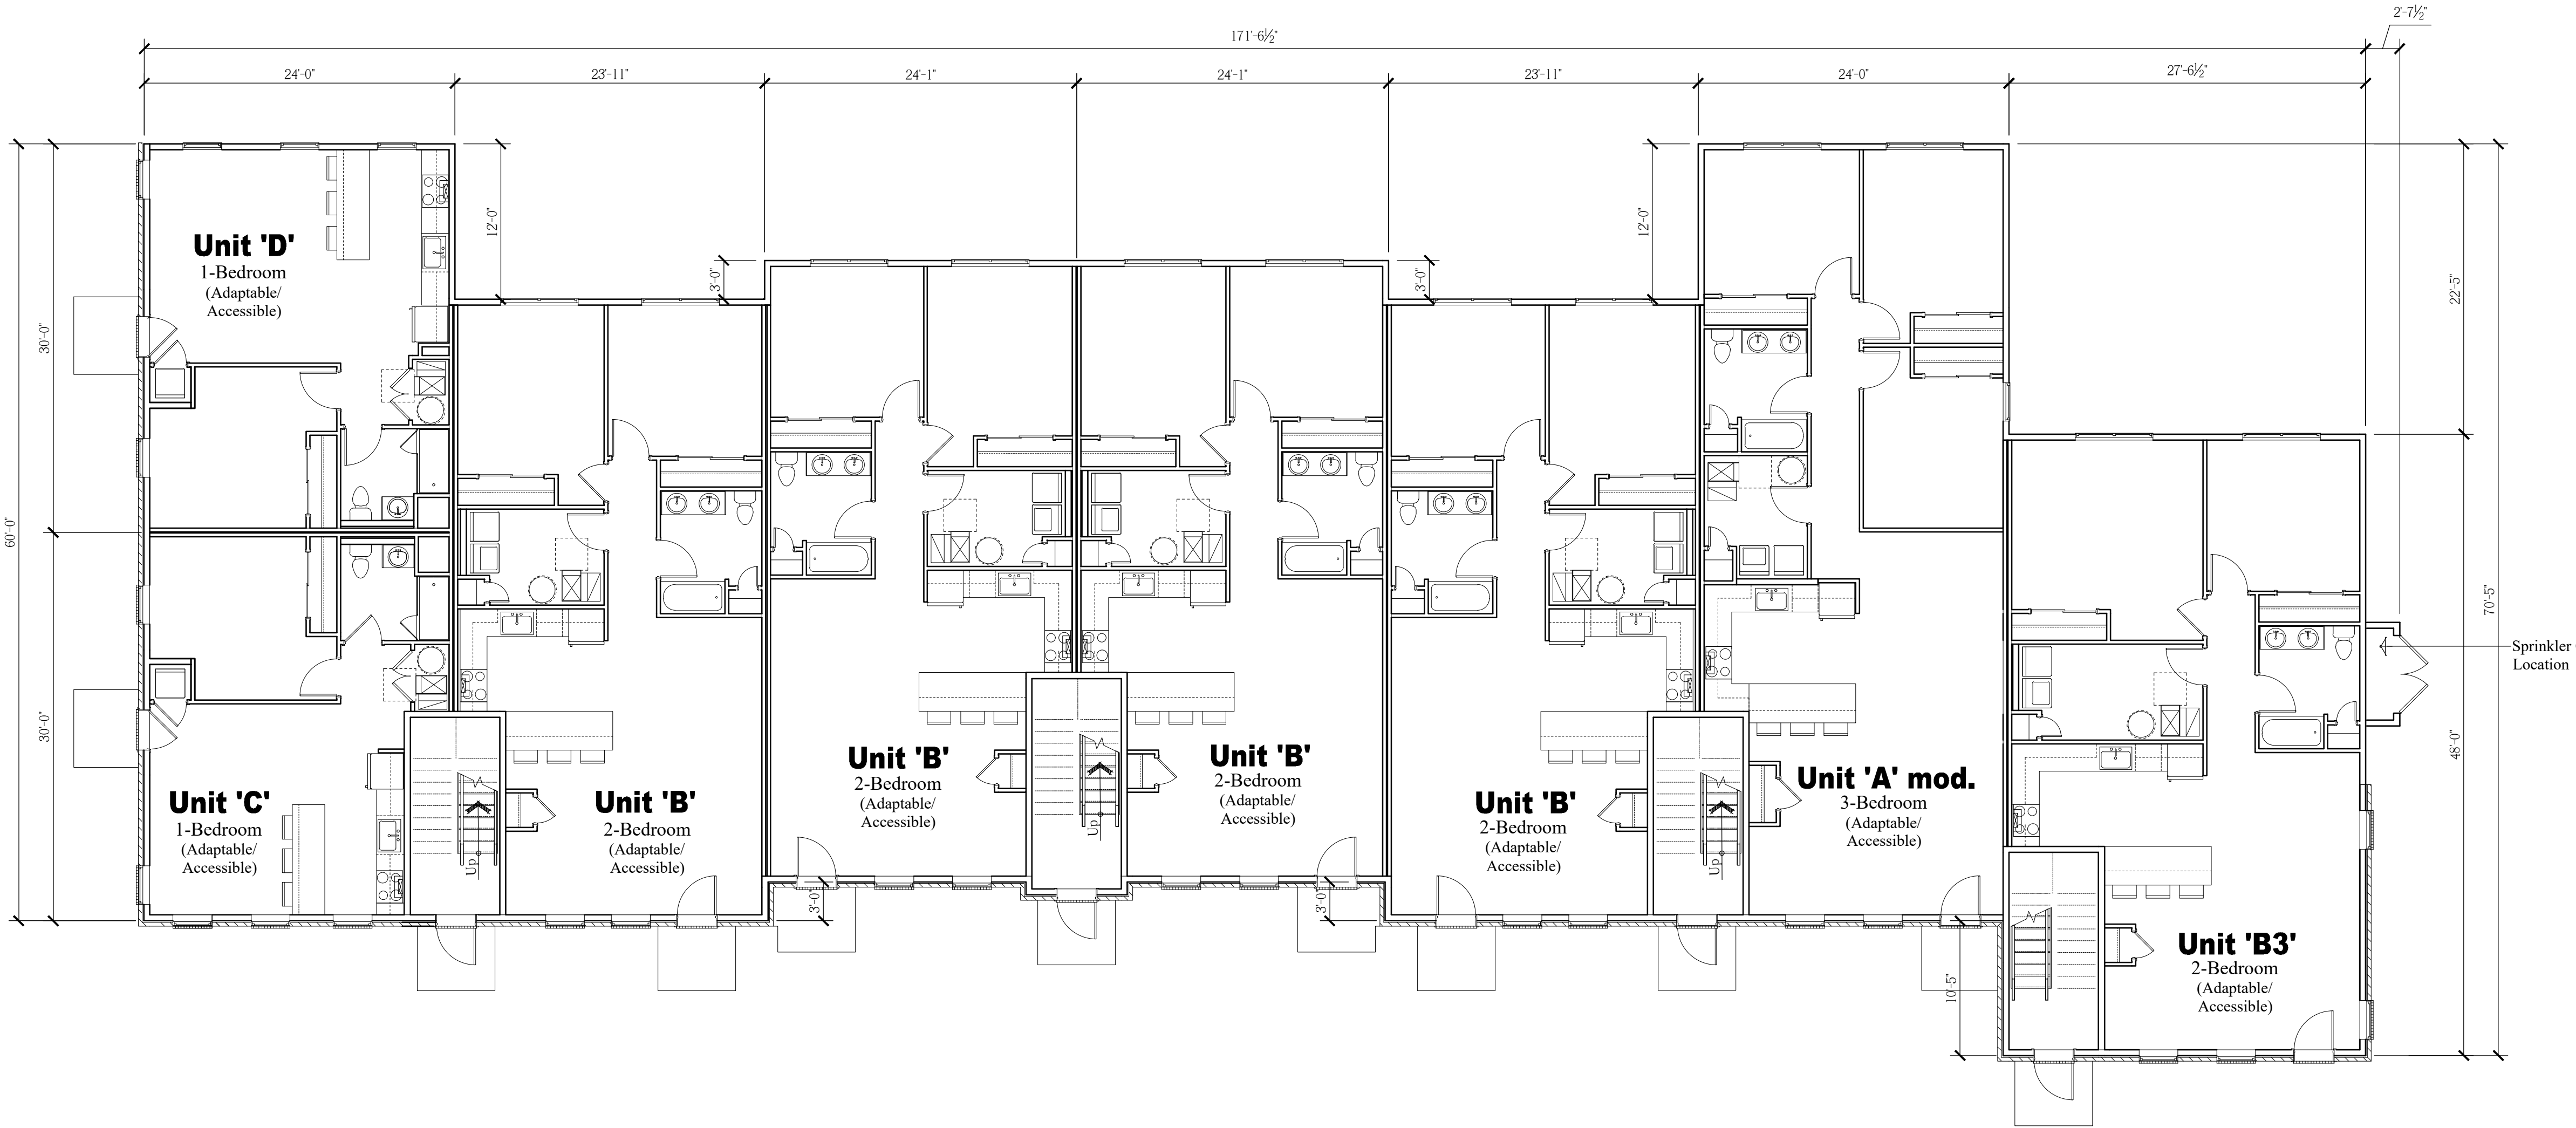 2'-7½"
171'-6½"
24'-0"
23'-11"
24'-1"
24'-1"
23'-11"
24'-0"
27'-6½"
12'-0"
12'-0"
3'-0"
3'-0"
22'-5"
30'-0"
60'-0"
30'-0"
70'-5"
48'-0"
Unit 'D'
1-Bedroom
(Adaptable/
Accessible)
Sprinkler
Location
Unit 'C'
1-Bedroom
(Adaptable/
Accessible)
Up
Unit 'B'
2-Bedroom
(Adaptable/
Accessible)
Unit 'B'
2-Bedroom
(Adaptable/
Accessible)
Up
Unit 'B'
2-Bedroom
(Adaptable/
Accessible)
Unit 'B'
2-Bedroom
(Adaptable/
Accessible)
Up
Unit 'A' mod.
3-Bedroom
(Adaptable/
Accessible)
3'-0"
3'-0"
10'-5"
Unit 'B3'
2-Bedroom
(Adaptable/
Accessible)